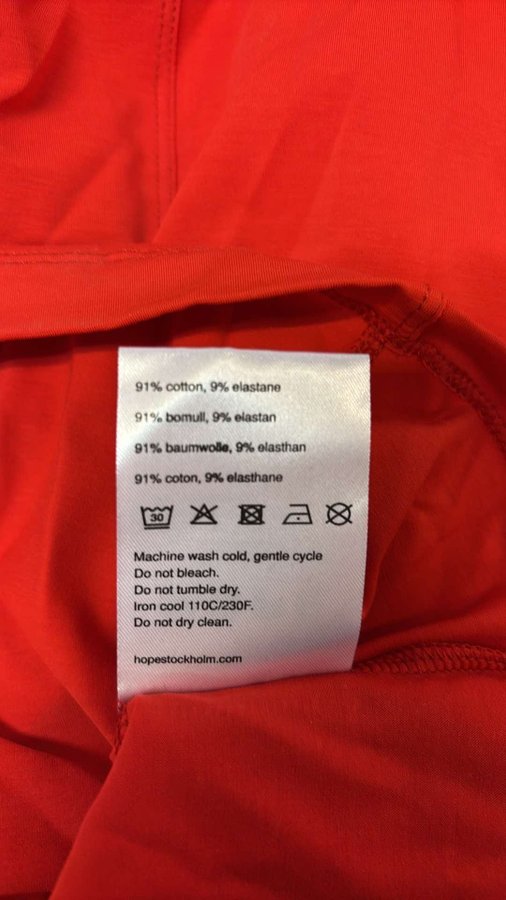 91% cotton, 9% elastane
91% bomull, 9% elastan
91% baumwolle, 9% elasthan
91% coton, 9% elasthane
30
Machine wash cold, gentle cycle
Do not bleach.
Do not tumble dry.
Iron cool 110C/230F.
Do not dry clean.
hopestockholm.com